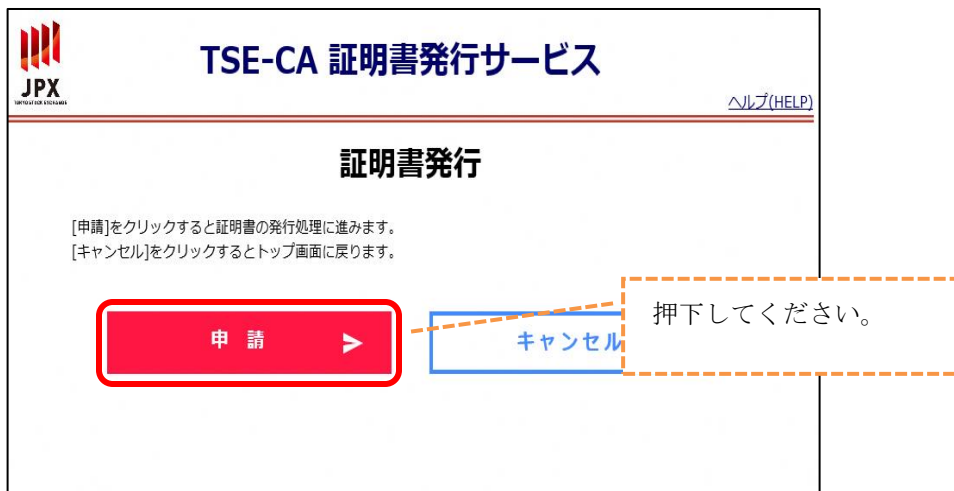 JPX
TOKYO STOCK EXCHANGE
TSE-CA 証明書発行サービス
ヘルプ(HELP)
証明書発行
[申請]をクリックすると証明書の発行処理に進みます。
[キャンセル]をクリックするとトップ画面に戻ります。
申 請
キャンセル
押下してください。